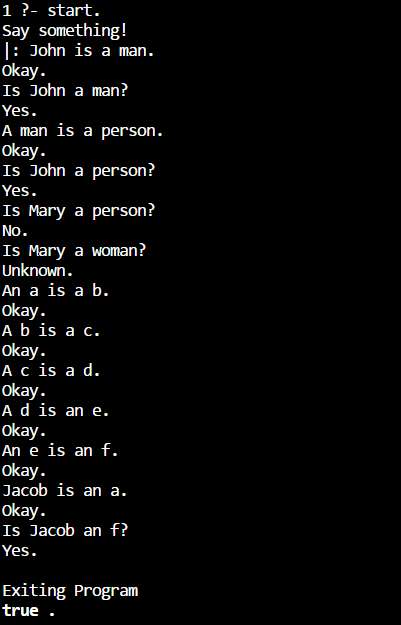 1 ?- start.
Say something!
|: John is a man.
Okay.
Is John a man?
Yes.
A man is a person.
Okay.
Is John a person?
Yes.
Is Mary a person?
No.
Is Mary a woman?
Unknown.
An a is a b.
Okay.
A b is a c.
Okay.
A c is a d.
Okay.
A d is an e.
Okay.
An e is an f.
Okay.
Jacob is an a.
Okay.
Is Jacob an f?
Yes.

Exiting Program
true .